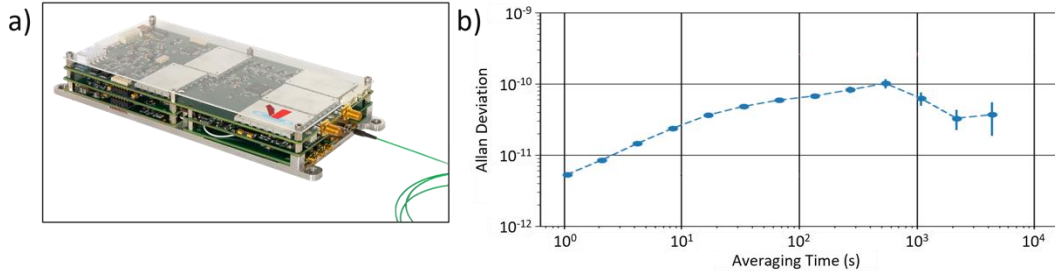 a)
b)
10⁻⁹
10⁻¹⁰
10⁻¹¹
10⁻¹²
Allan Deviation
10⁰ 10¹ 10² 10³ 10⁴
Averaging Time (s)